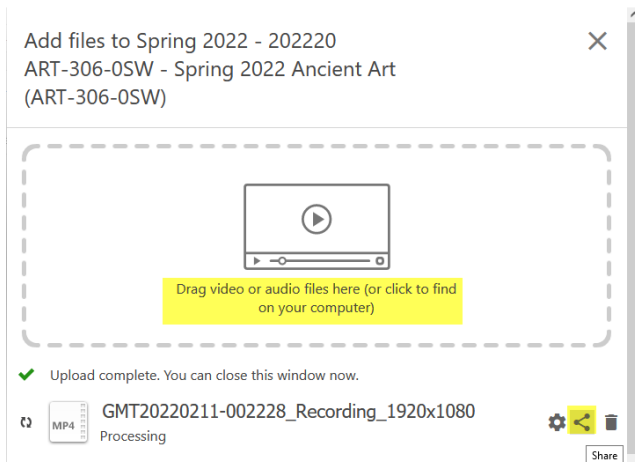 Add files to Spring 2022 - 202220
ART-306-0SW - Spring 2022 Ancient Art
(ART-306-0SW)
Drag video or audio files here (or click to find
on your computer)
Upload complete. You can close this window now.
MP4
GMT20220211-002228_Recording_1920x1080
Processing
Share